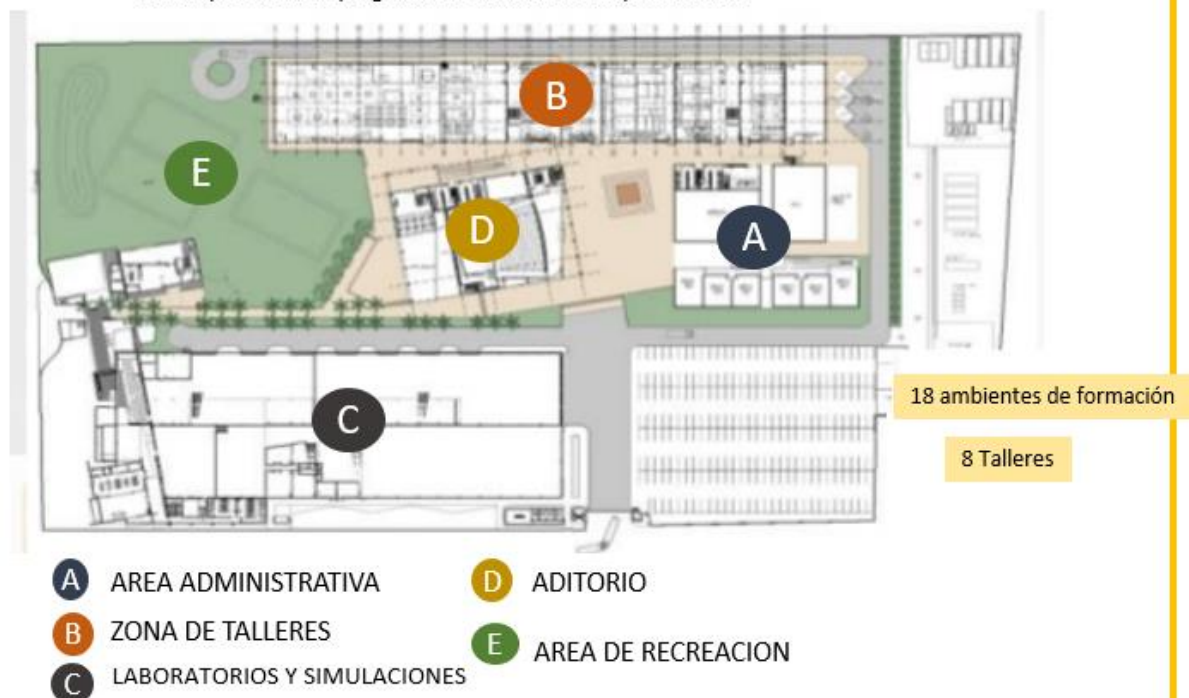 E
B
D
A
C
18 ambientes de formación
8 Talleres
A AREA ADMINISTRATIVA
B ZONA DE TALLERES
C LABORATORIOS Y SIMULACIONES
D ADITORIO
E AREA DE RECREACION